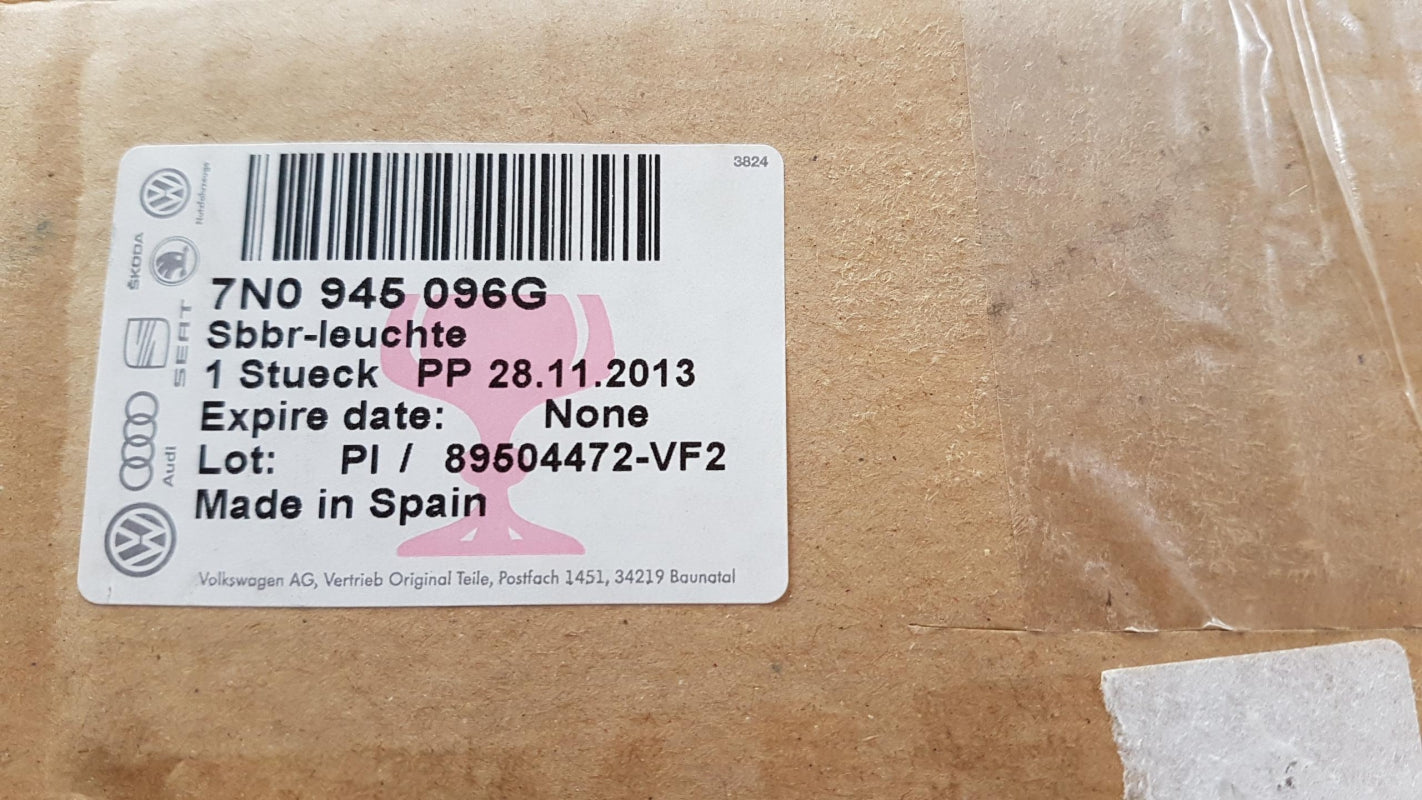 3824
Nutzfahrzeuge
ŠKODA
SEAT
Audi
7N0 945 096G
Sbbr-leuchte
1 Stueck PP 28.11.2013
Expire date: None
Lot: PI / 89504472-VF2
Made in Spain
Volkswagen AG, Vertrieb Original Teile, Postfach 1451, 34219 Baunatal